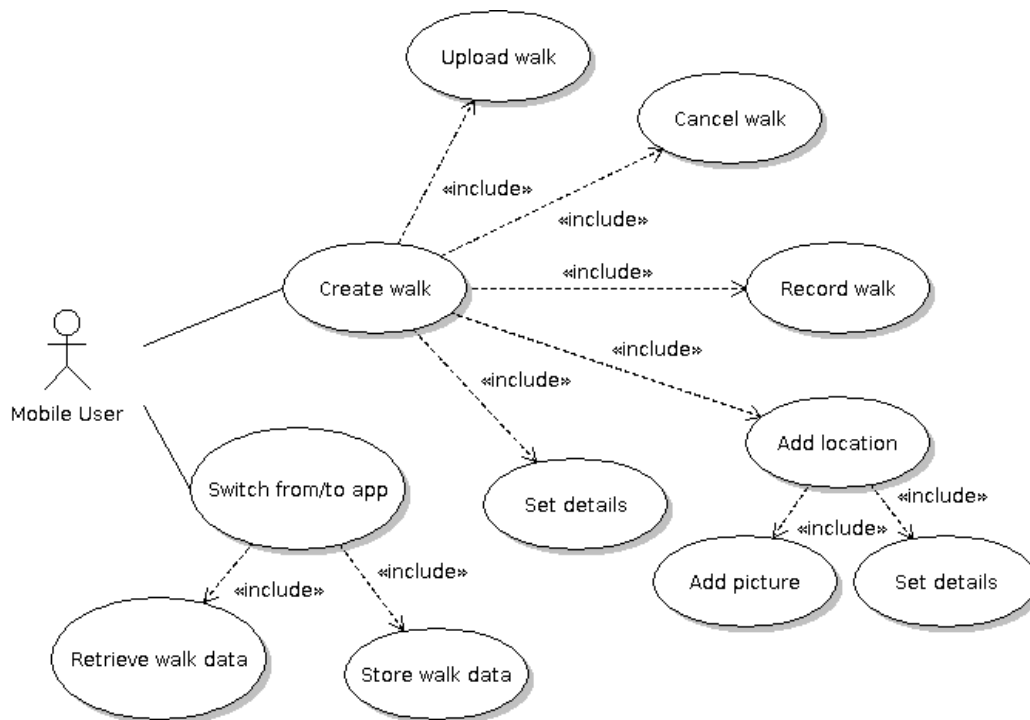 Upload walk
Cancel walk
«include»
«include»
«include»
Create walk
Record walk
«include»
«include»
Mobile User
Add location
Switch from/to app
Set details
«include»
«include»
«include»
«include»
Add picture
Set details
Retrieve walk data
Store walk data